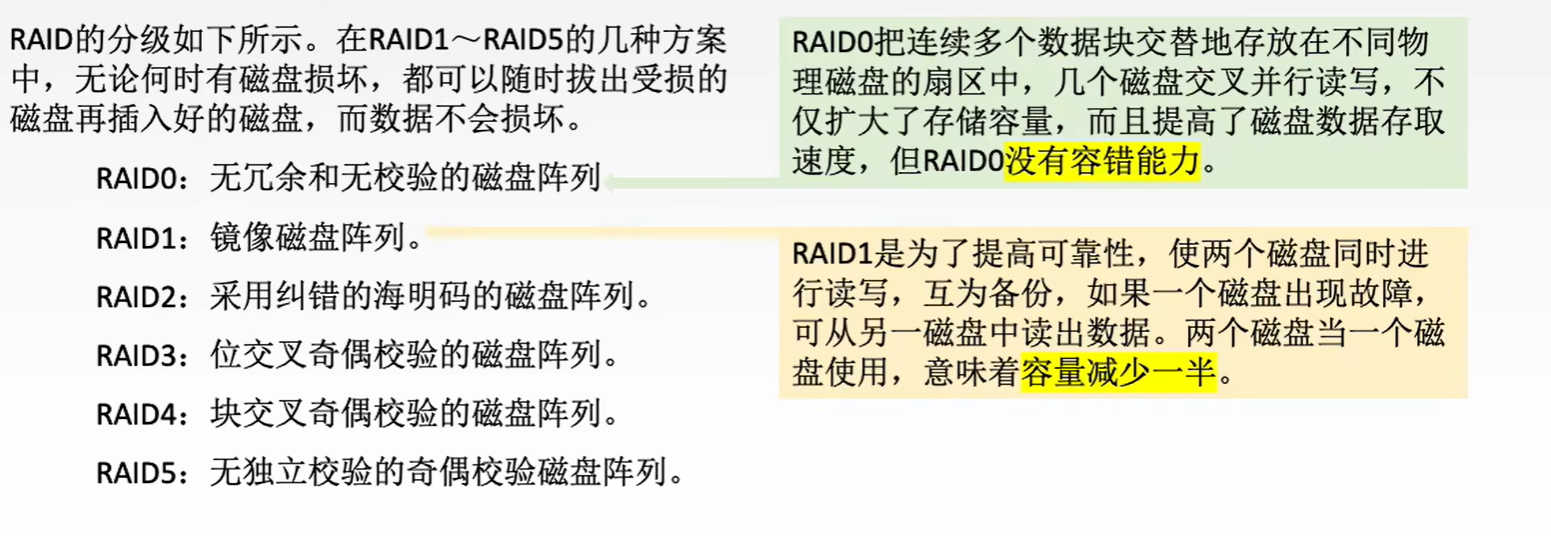 RAID的分级如下所示。在RAID1～RAID5的几种方案
中，无论何时有磁盘损坏，都可以随时拔出受损的
磁盘再插入好的磁盘，而数据不会损坏。
RAID0：无冗余和无校验的磁盘阵列
RAID1：镜像磁盘阵列。
RAID2：采用纠错的海明码的磁盘阵列。
RAID3：位交叉奇偶校验的磁盘阵列。
RAID4：块交叉奇偶校验的磁盘阵列。
RAID5：无独立校验的奇偶校验磁盘阵列。
RAID0把连续多个数据块交替地存放在不同物
理磁盘的扇区中，几个磁盘交叉并行读写，不
仅扩大了存储容量，而且提高了磁盘数据存取
速度，但RAID0没有容错能力。
RAID1是为了提高可靠性，使两个磁盘同时进
行读写，互为备份，如果一个磁盘出现故障，
可从另一磁盘中读出数据。两个磁盘当一个磁
盘使用，意味着容量减少一半。